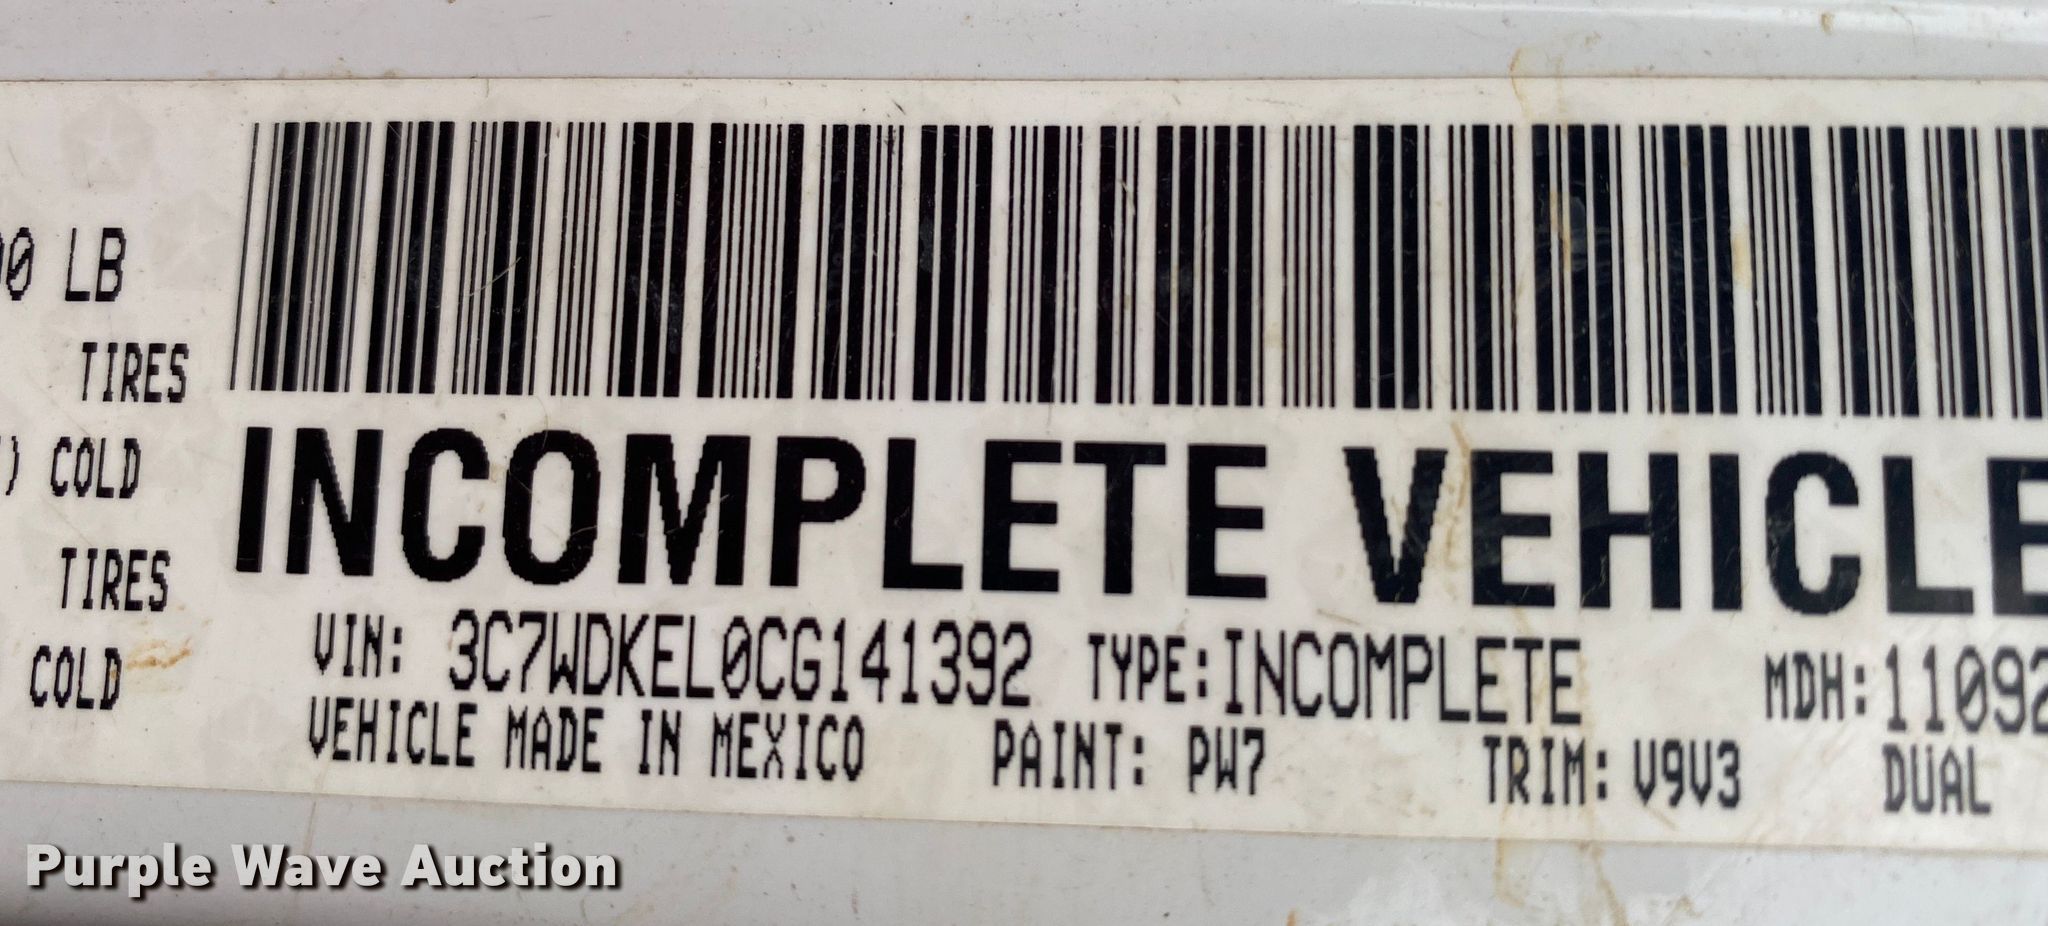 00 LB
TIRES
) COLD
TIRES
COLD
INCOMPLETE VEHICLE
VIN: 3C7WDKEL0CG141392 TYPE: INCOMPLETE MDH: 11092
VEHICLE MADE IN MEXICO PAINT: PW7 TRIM: V9V3 DUAL
Purple Wave Auction